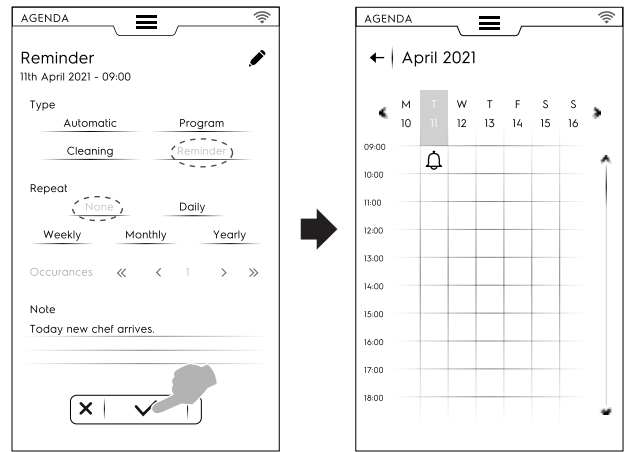 AGENDA
Reminder
11th April 2021 - 09:00
Type
Automatic Program
Cleaning Reminder
Repeat
None Daily
Weekly Monthly Yearly
Occurances 1
Note
Today new chef arrives.
AGENDA
April 2021
M T W T F S S
10 11 12 13 14 15 16
09:00
10:00
11:00
12:00
13:00
14:00
15:00
16:00
17:00
18:00